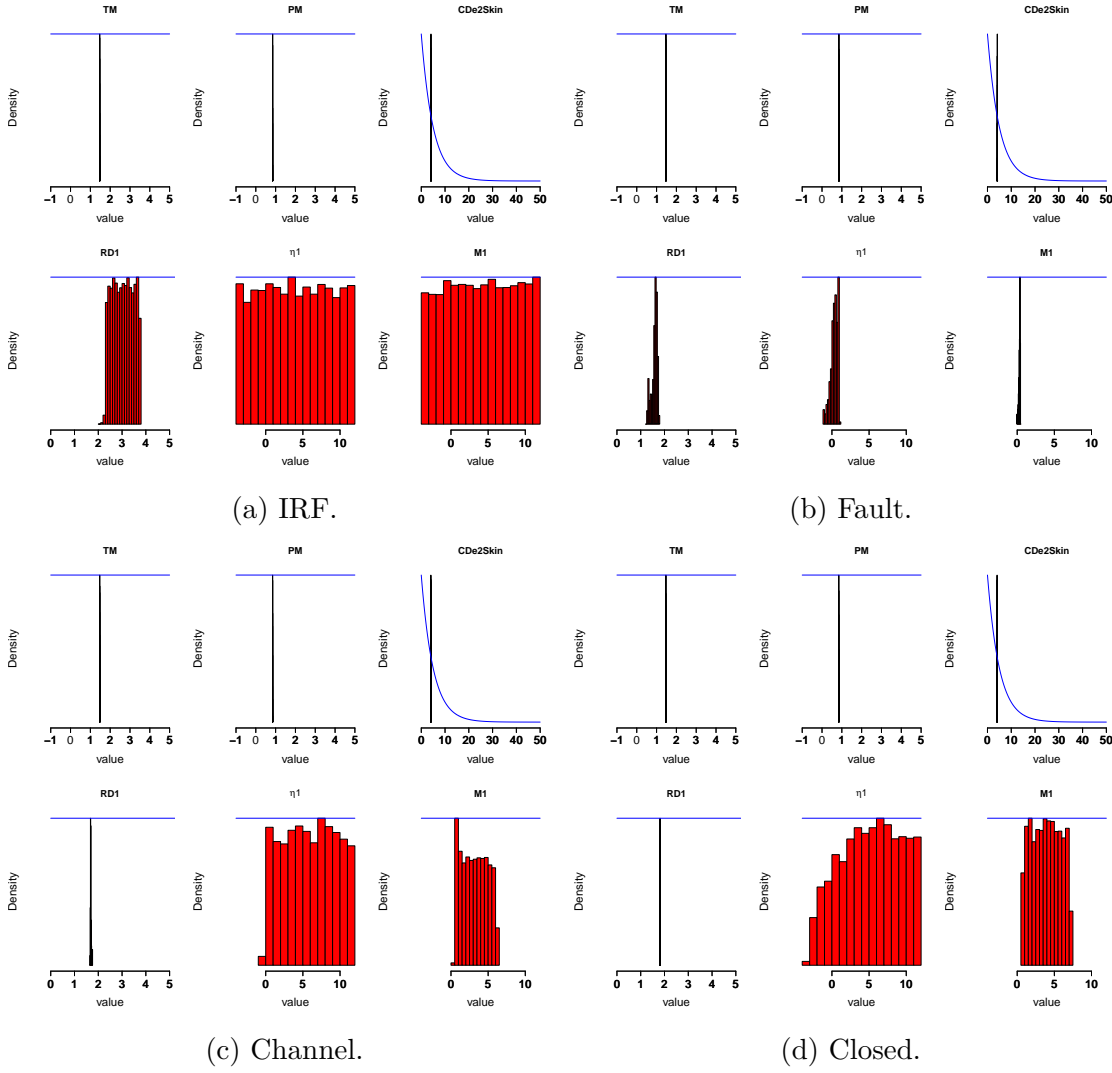 TM
PM
CDe2Skin
TM
PM
CDe2Skin
Density
Density
Density
Density
Density
Density
−1 0 1 2 3 4 5
−1 0 1 2 3 4 5
0 10 20 30 40 50
−1 0 1 2 3 4 5
−1 0 1 2 3 4 5
0 10 20 30 40 50
value
value
value
value
value
value
RD1
η1
M1
RD1
η1
M1
Density
Density
Density
Density
Density
Density
0 1 2 3 4 5
0 5 10
0 5 10
0 1 2 3 4 5
0 5 10
0 5 10
value
value
value
value
value
value
(a) IRF.
(b) Fault.
TM
PM
CDe2Skin
TM
PM
CDe2Skin
Density
Density
Density
Density
Density
Density
−1 0 1 2 3 4 5
−1 0 1 2 3 4 5
0 10 20 30 40 50
−1 0 1 2 3 4 5
−1 0 1 2 3 4 5
0 10 20 30 40 50
value
value
value
value
value
value
RD1
η1
M1
RD1
η1
M1
Density
Density
Density
Density
Density
Density
0 1 2 3 4 5
0 5 10
0 5 10
0 1 2 3 4 5
0 5 10
0 5 10
value
value
value
value
value
value
(c) Channel.
(d) Closed.